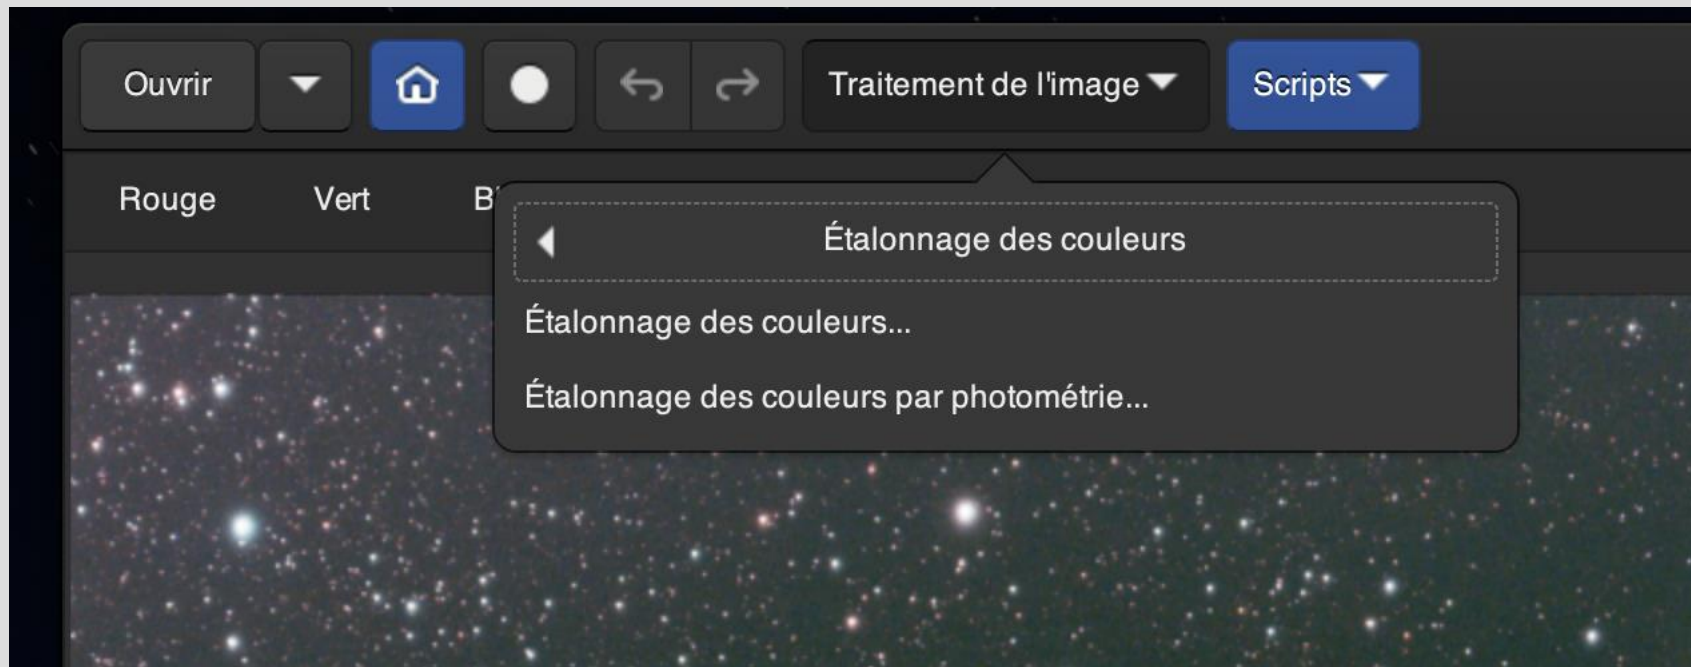 Ouvrir
Traitement de l'image
Scripts
Rouge
Vert
Étalonnage des couleurs
Étalonnage des couleurs...
Étalonnage des couleurs par photométrie...